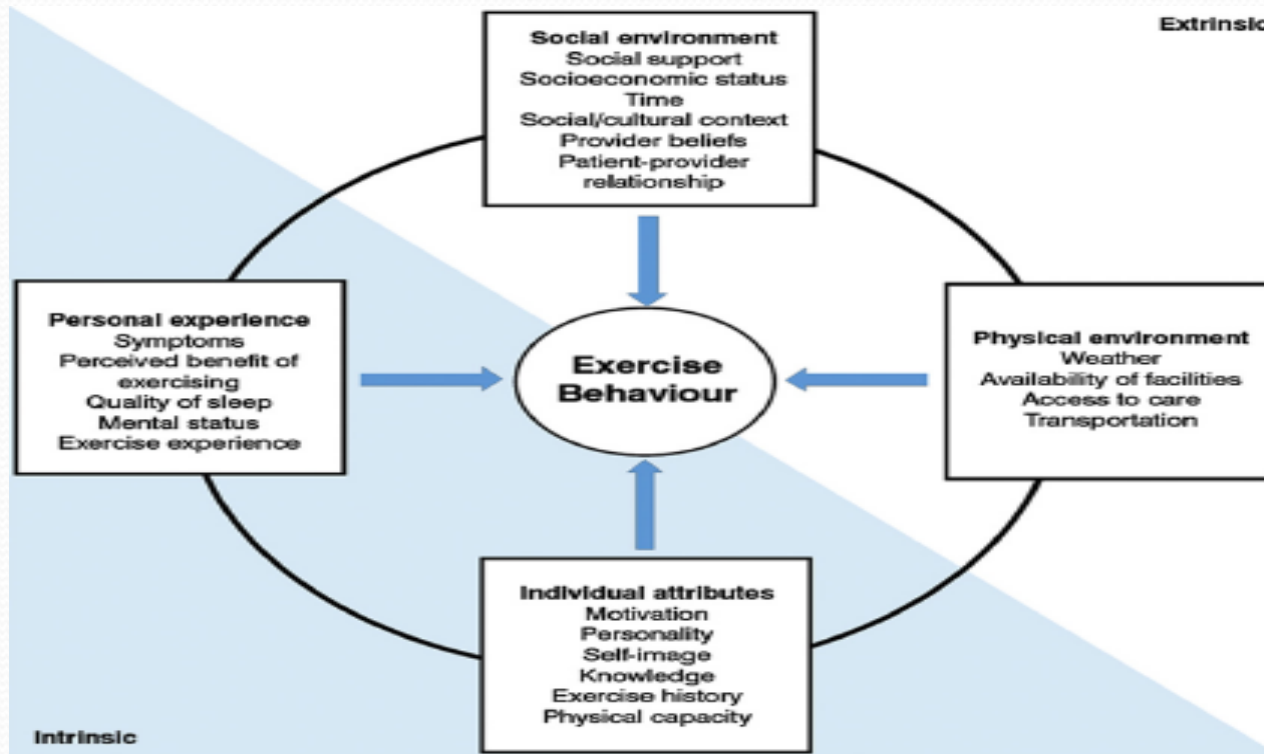 Extrinsic
Social environment
Social support
Socioeconomic status
Time
Social/cultural context
Provider beliefs
Patient-provider
relationship
Personal experience
Symptoms
Perceived benefit of
exercising
Quality of sleep
Mental status
Exercise experience
Exercise
Behaviour
Physical environment
Weather
Availability of facilities
Access to care
Transportation
Individual attributes
Motivation
Personality
Self-image
Knowledge
Exercise history
Physical capacity
Intrinsic